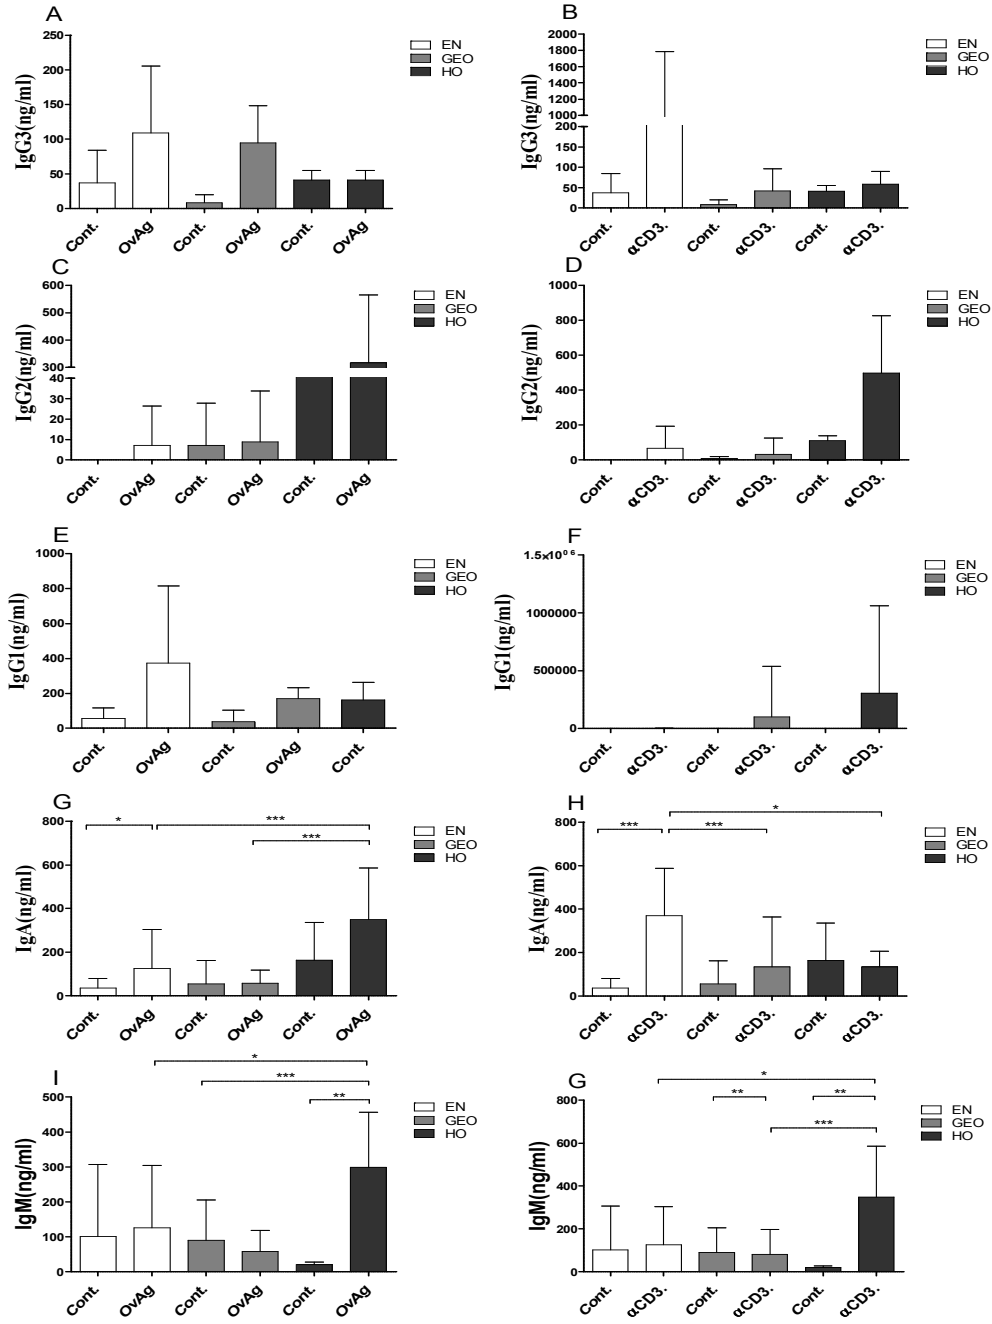 A
IgG3(ng/ml)
250
200
150
100
50
0
Cont. OvAg Cont. OvAg Cont. OvAg
EN
GEO
HO
B
IgG3(ng/ml)
2000
1800
1600
1400
1200
1000
200
150
100
50
0
Cont. αCD3. Cont. αCD3. Cont. αCD3.
EN
GEO
HO
C
IgG2(ng/ml)
600
500
400
300
40
30
20
10
0
Cont. OvAg Cont. OvAg Cont. OvAg
EN
GEO
HO
D
IgG2(ng/ml)
1000
800
600
400
200
0
Cont. αCD3. Cont. αCD3. Cont. αCD3.
EN
GEO
HO
E
IgG1(ng/ml)
1000
800
600
400
200
0
Cont. OvAg Cont. OvAg Cont.
EN
GEO
HO
F
IgG1(ng/ml)
1.5×10⁰⁶
1000000
500000
0
Cont. αCD3. Cont. αCD3. Cont. αCD3.
EN
GEO
HO
G
IgA(ng/ml)
800
600
400
200
0
* ***
***
Cont. OvAg Cont. OvAg Cont. OvAg
EN
GEO
HO
H
IgA(ng/ml)
800
600
400
200
0
*
*** ***
Cont. αCD3. Cont. αCD3. Cont. αCD3.
EN
GEO
HO
I
IgM(ng/ml)
500
400
300
200
100
0
*
***
**
Cont. OvAg Cont. OvAg Cont. OvAg
EN
GEO
HO
G
IgM(ng/ml)
800
600
400
200
0
*
** **
***
Cont. αCD3. Cont. αCD3. Cont. αCD3.
EN
GEO
HO